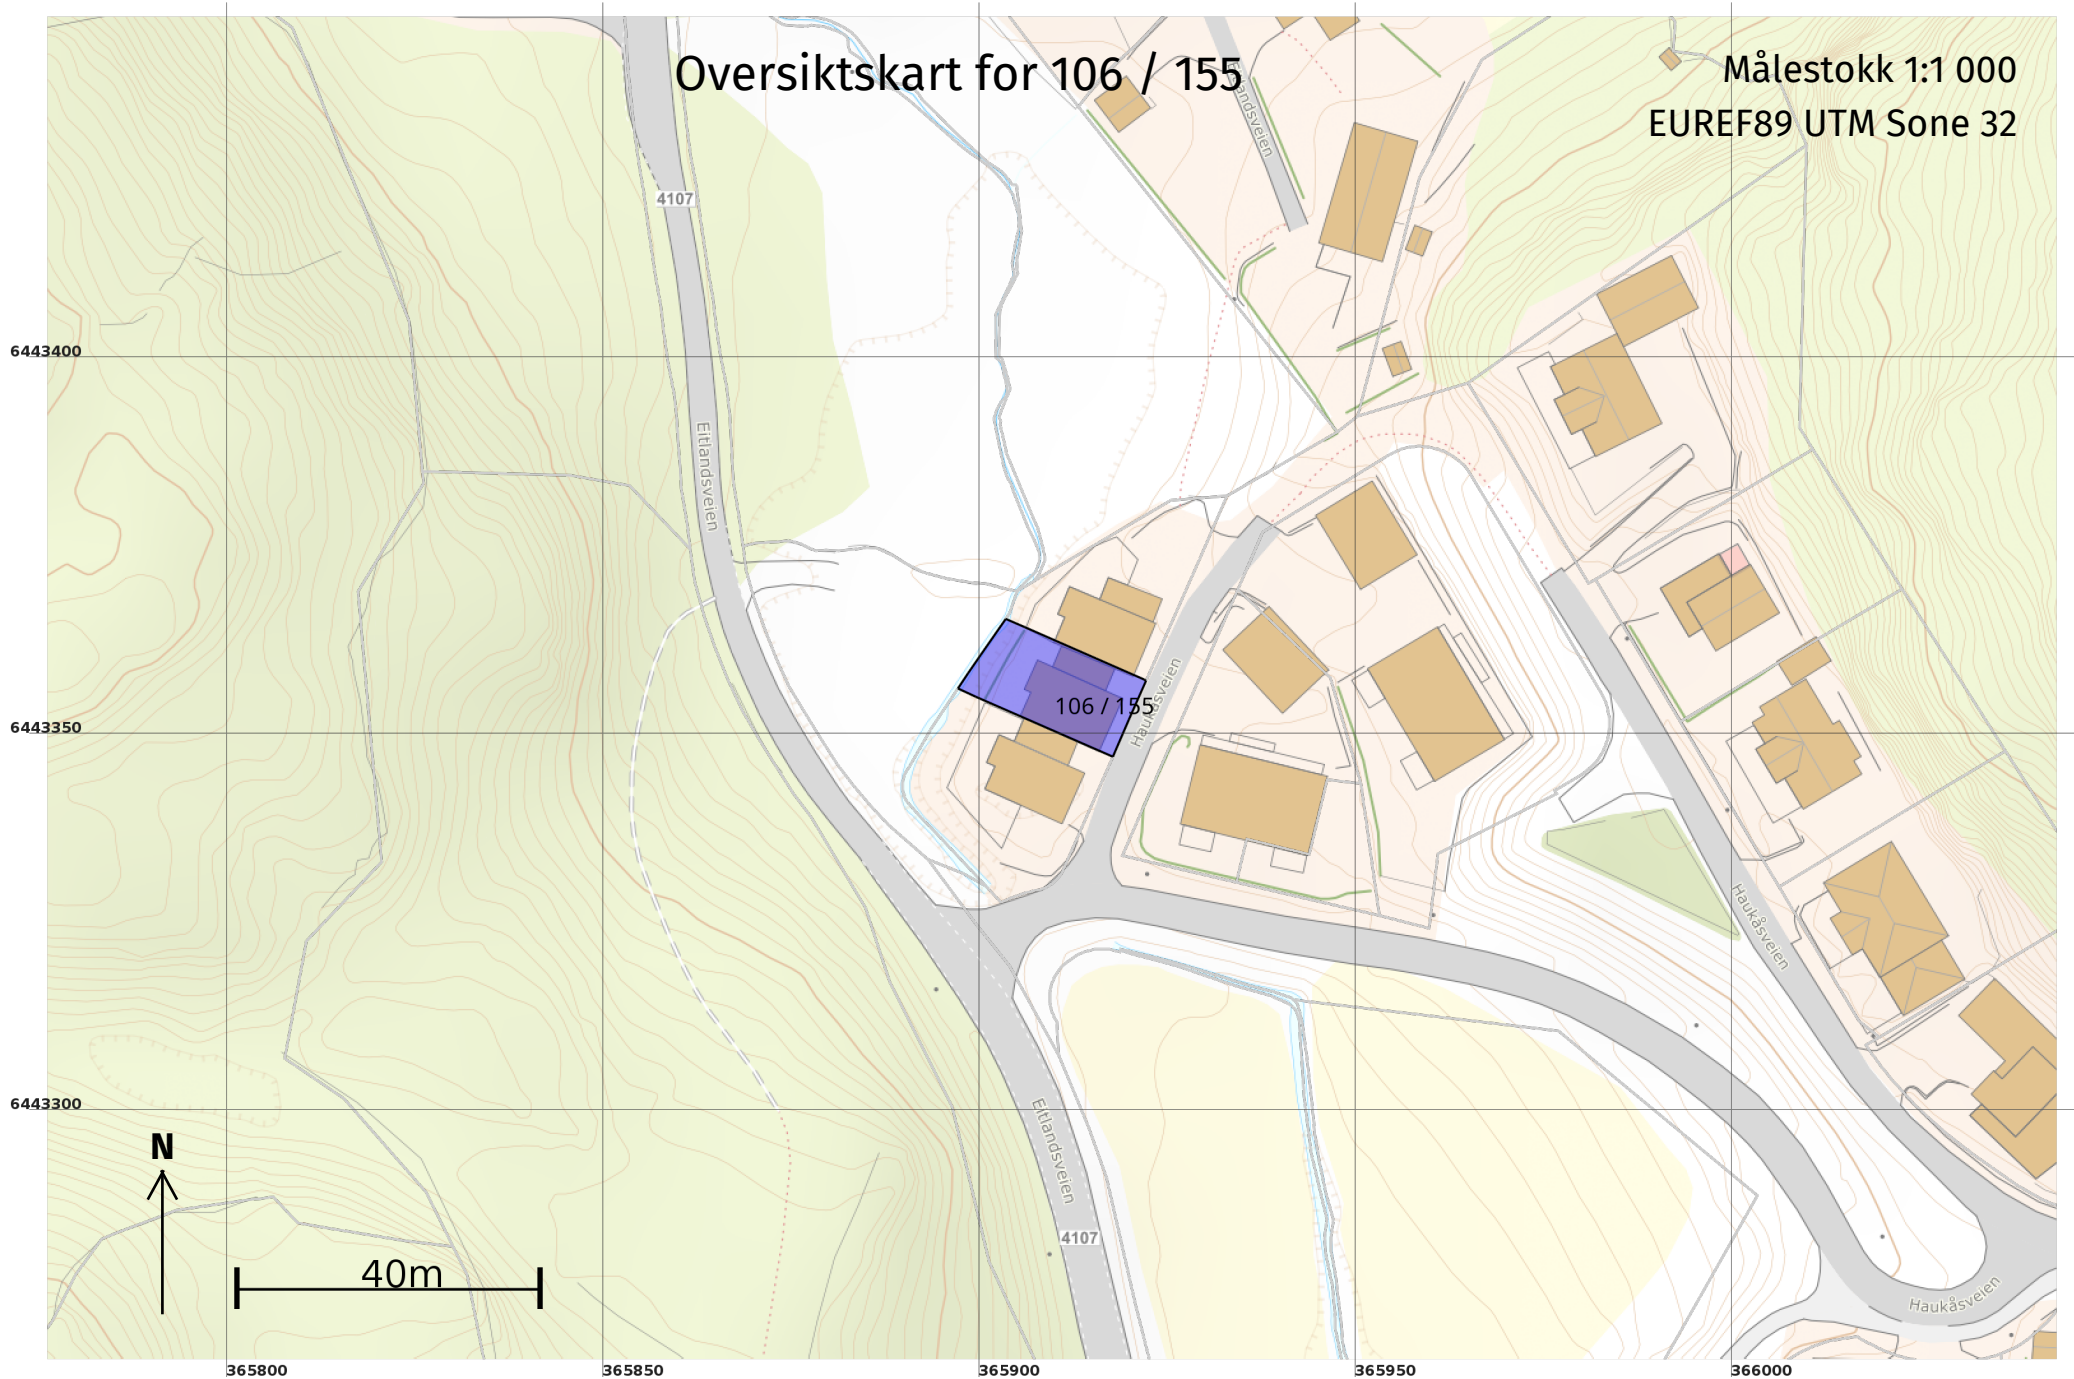 Oversiktskart for 106 / 155
Målestokk 1:1 000
EUREF89 UTM Sone 32
Eitlandsveien
4107
6443400
Eitlandsveien
Haukåsveien
106 / 155
6443350
Haukåsveien
6443300
Eitlandsveien
N
4107
40m
Haukåsveien
365800
365850
365900
365950
366000